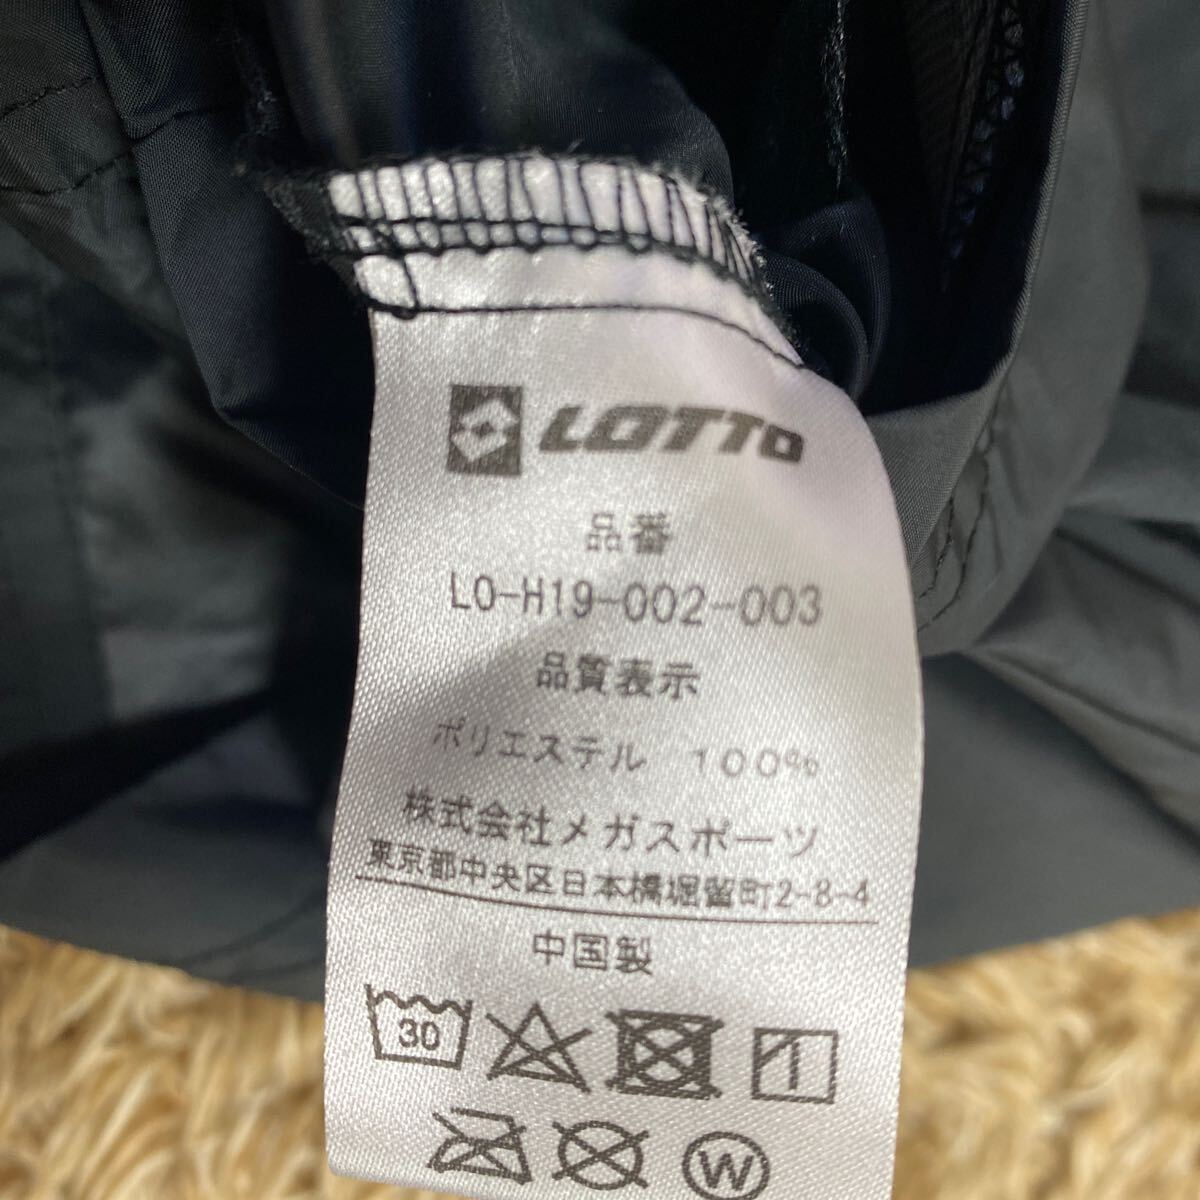 LOTTO
品番
LO-H19-002-003
品質表示
ポリエステル 100%
株式会社メガスポーツ
東京都中央区日本橋堀留町2-8-4
中国製
30
W